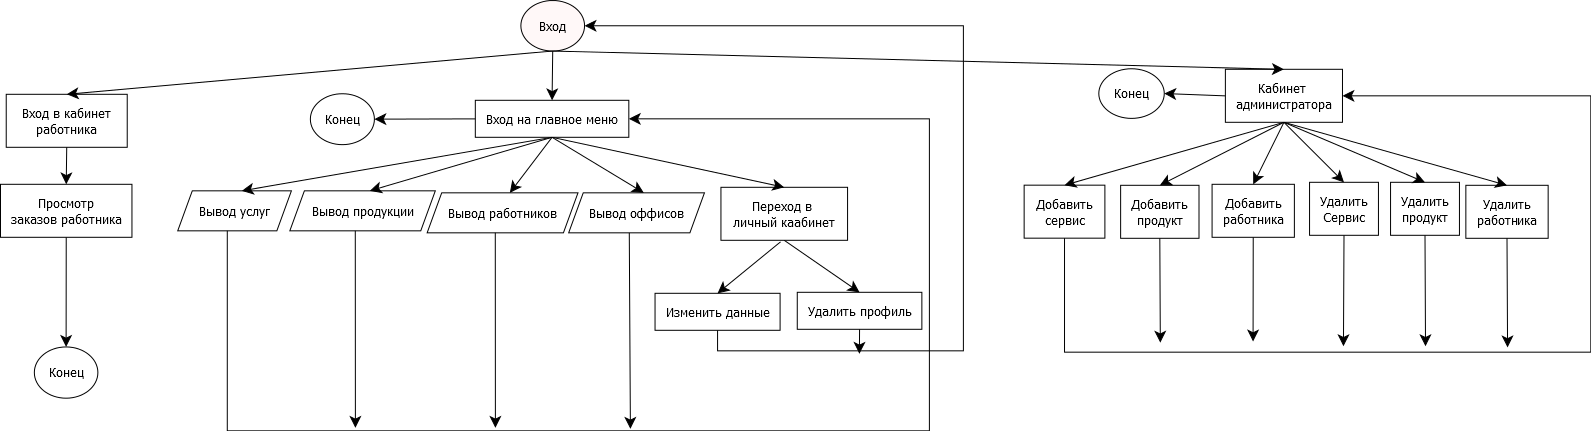 Вход
Вход в кабинет
работника
Просмотр
заказов работника
Конец
Конец
Вход на главное меню
Вывод услуг
Вывод продукции
Вывод работников
Вывод оффисов
Переход в
личный каабинет
Изменить данные
Удалить профиль
Конец
Кабинет
администратора
Добавить
сервис
Добавить
продукт
Добавить
работника
Удалить
Сервис
Удалить
продукт
Удалить
работника